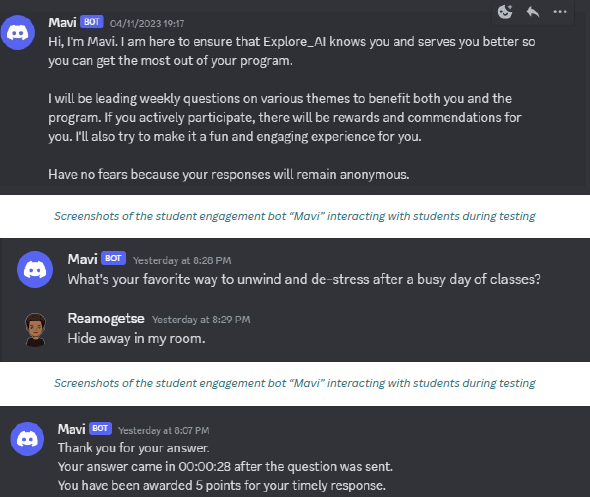 Mavi BOT 04/11/2023 19:17
Hi, I'm Mavi. I am here to ensure that Explore_AI knows you and serves you better so
you can get the most out of your program.
I will be leading weekly questions on various themes to benefit both you and the
program. If you actively participate, there will be rewards and commendations for
you. I'll also try to make it a fun and engaging experience for you.
Have no fears because your responses will remain anonymous.
Screenshots of the student engagement bot “Mavi” interacting with students during testing
Mavi BOT Yesterday at 8:28 PM
What's your favorite way to unwind and de-stress after a busy day of classes?
Reamogetse Yesterday at 8:29 PM
Hide away in my room.
Screenshots of the student engagement bot “Mavi” interacting with students during testing
Mavi BOT Yesterday at 8:07 PM
Thank you for your answer.
Your answer came in 00:00:28 after the question was sent.
You have been awarded 5 points for your timely response.